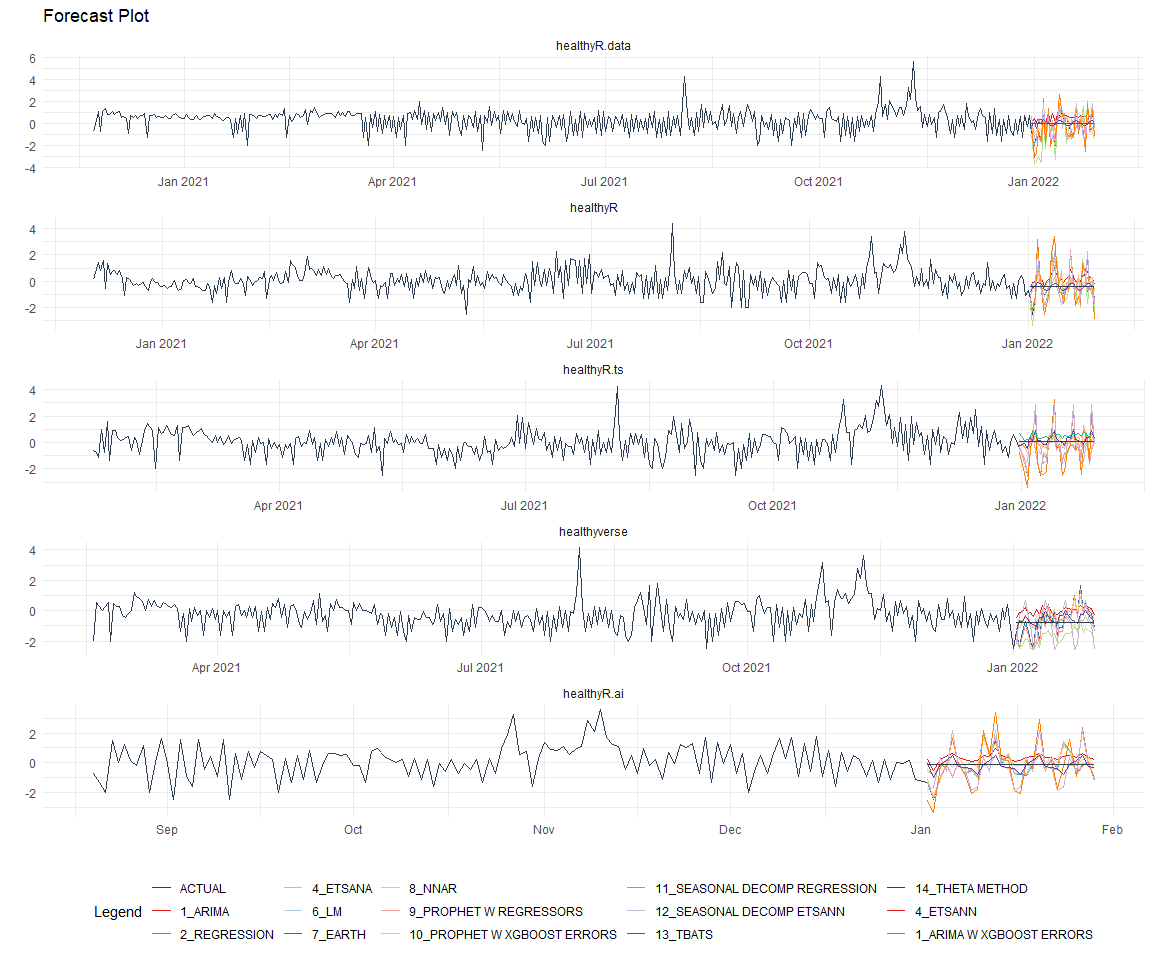 Forecast Plot
healthyR.data
6
4
2
0
-2
-4
Jan 2021 Apr 2021 Jul 2021 Oct 2021 Jan 2022
healthyR
4
2
0
-2
Jan 2021 Apr 2021 Jul 2021 Oct 2021 Jan 2022
healthyR.ts
4
2
0
-2
Apr 2021 Jul 2021 Oct 2021 Jan 2022
healthyverse
4
2
0
-2
Apr 2021 Jul 2021 Oct 2021 Jan 2022
healthyR.ai
2
0
-2
Sep Oct Nov Dec Jan Feb
ACTUAL 4_ETSANA 8_NNAR 11_SEASONAL DECOMP REGRESSION 14_THETA METHOD
Legend 1_ARIMA 6_LM 9_PROPHET W REGRESSORS 12_SEASONAL DECOMP ETSANN 4_ETSANN
2_REGRESSION 7_EARTH 10_PROPHET W XGBOOST ERRORS 13_TBATS 1_ARIMA W XGBOOST ERRORS